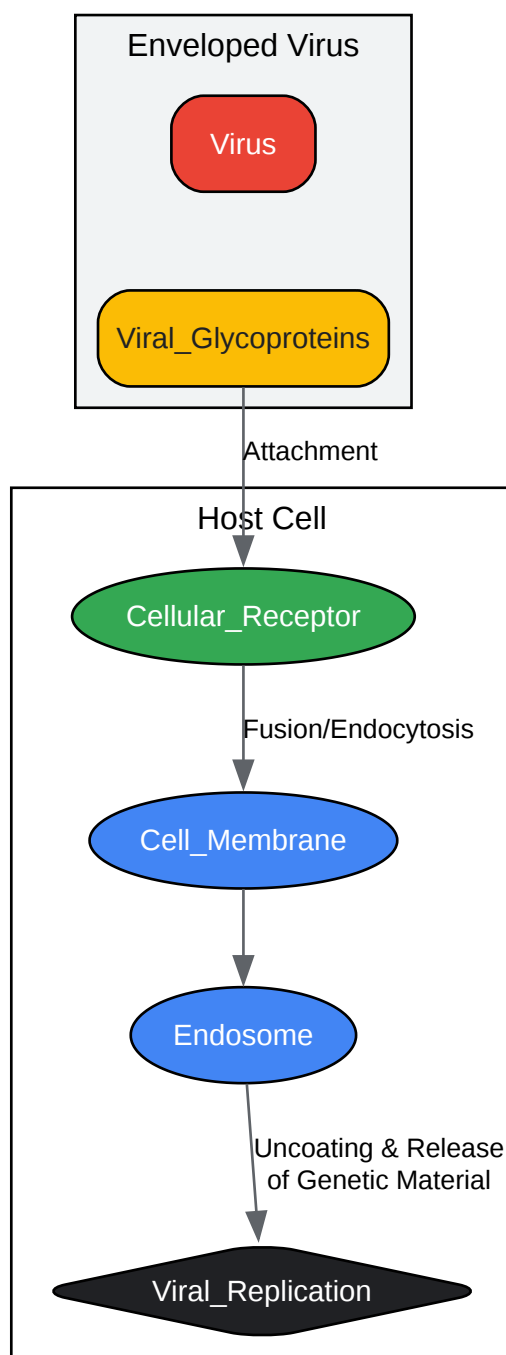 Enveloped Virus
Virus
Viral_Glycoproteins
Attachment
Host Cell
Cellular_Receptor
Fusion/Endocytosis
Cell_Membrane
Endosome
Uncoating & Release
of Genetic Material
Viral_Replication